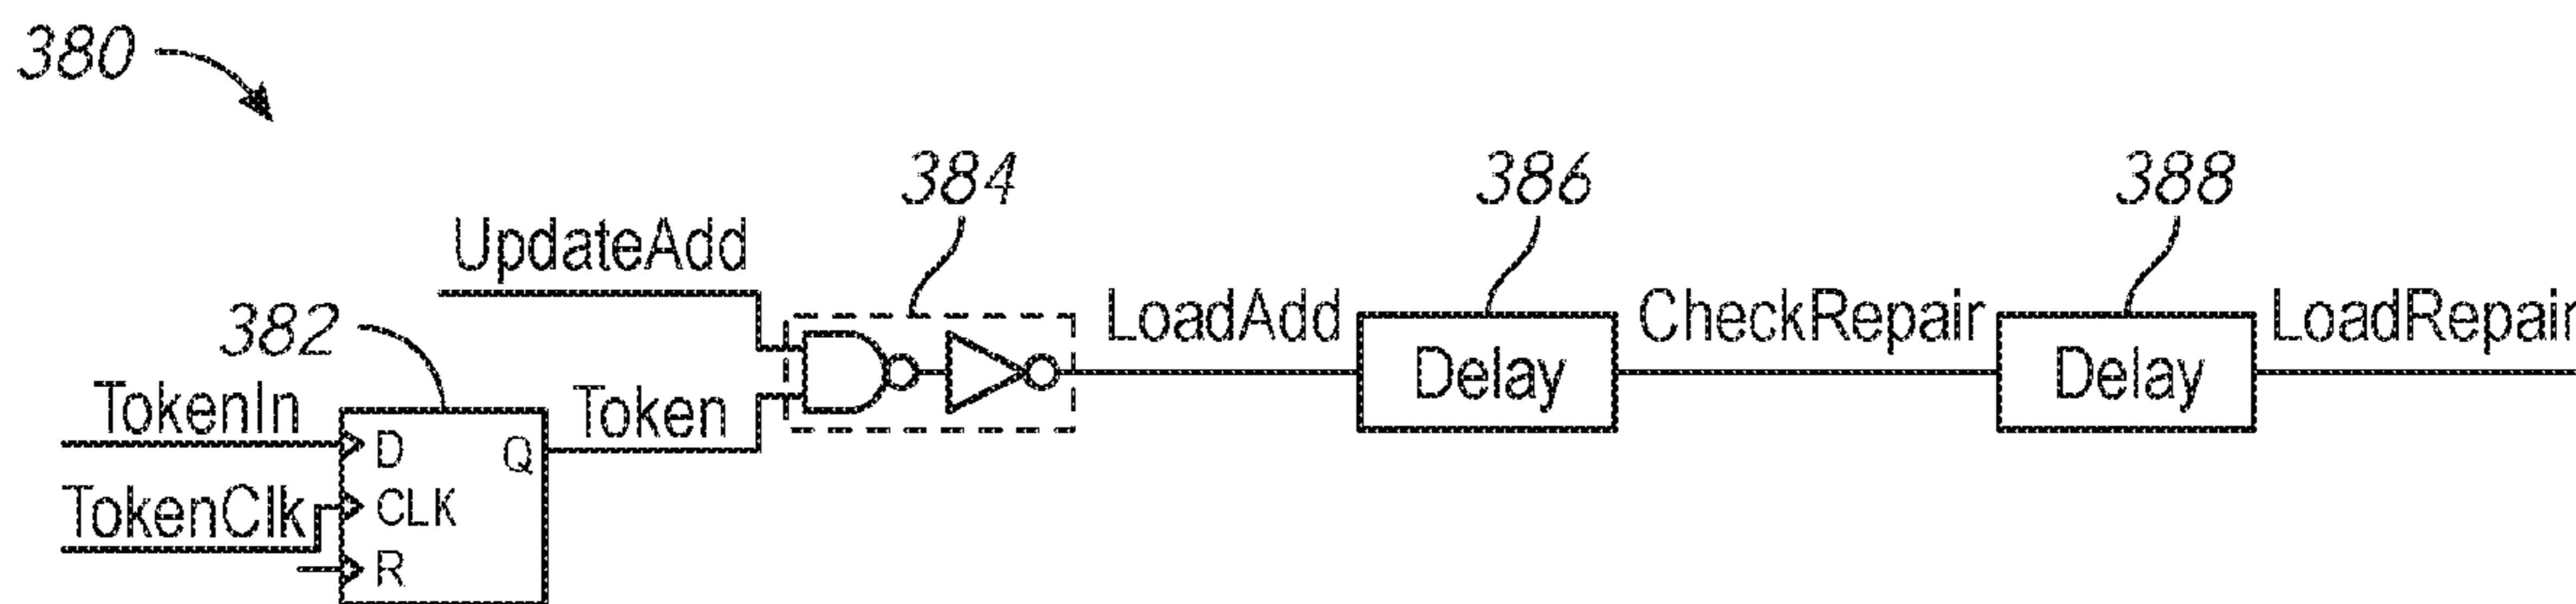 380
384
386
388
UpdateAdd
LoadAdd
CheckRepair
LoadRepair
382
Delay
Delay
TokenIn
Token
D
Q
TokenClk
CLK
R